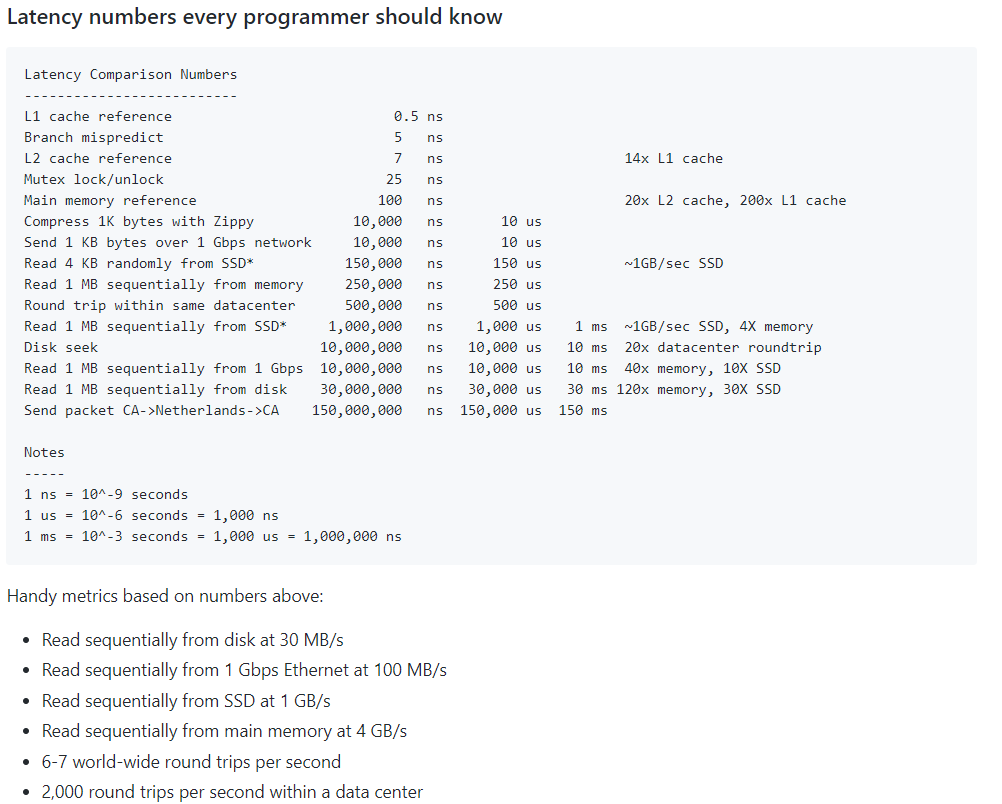 Latency numbers every programmer should know
Latency Comparison Numbers
--------------------------
L1 cache reference                           0.5 ns
Branch mispredict                            5   ns
L2 cache reference                           7   ns                      14x L1 cache
Mutex lock/unlock                           25   ns
Main memory reference                      100   ns                      20x L2 cache, 200x L1 cache
Compress 1K bytes with Zippy            10,000   ns       10 us
Send 1 KB bytes over 1 Gbps network     10,000   ns       10 us
Read 4 KB randomly from SSD*           150,000   ns      150 us          ~1GB/sec SSD
Read 1 MB sequentially from memory     250,000   ns      250 us
Round trip within same datacenter      500,000   ns      500 us
Read 1 MB sequentially from SSD*     1,000,000   ns    1,000 us    1 ms  ~1GB/sec SSD, 4X memory
Disk seek                           10,000,000   ns   10,000 us   10 ms  20x datacenter roundtrip
Read 1 MB sequentially from 1 Gbps  10,000,000   ns   10,000 us   10 ms  40x memory, 10X SSD
Read 1 MB sequentially from disk    30,000,000   ns   30,000 us   30 ms 120x memory, 30X SSD
Send packet CA->Netherlands->CA    150,000,000   ns  150,000 us  150 ms
Notes
-----
1 ns = 10^-9 seconds
1 us = 10^-6 seconds = 1,000 ns
1 ms = 10^-3 seconds = 1,000 us = 1,000,000 ns
Handy metrics based on numbers above:
• Read sequentially from disk at 30 MB/s
• Read sequentially from 1 Gbps Ethernet at 100 MB/s
• Read sequentially from SSD at 1 GB/s
• Read sequentially from main memory at 4 GB/s
• 6-7 world-wide round trips per second
• 2,000 round trips per second within a data center